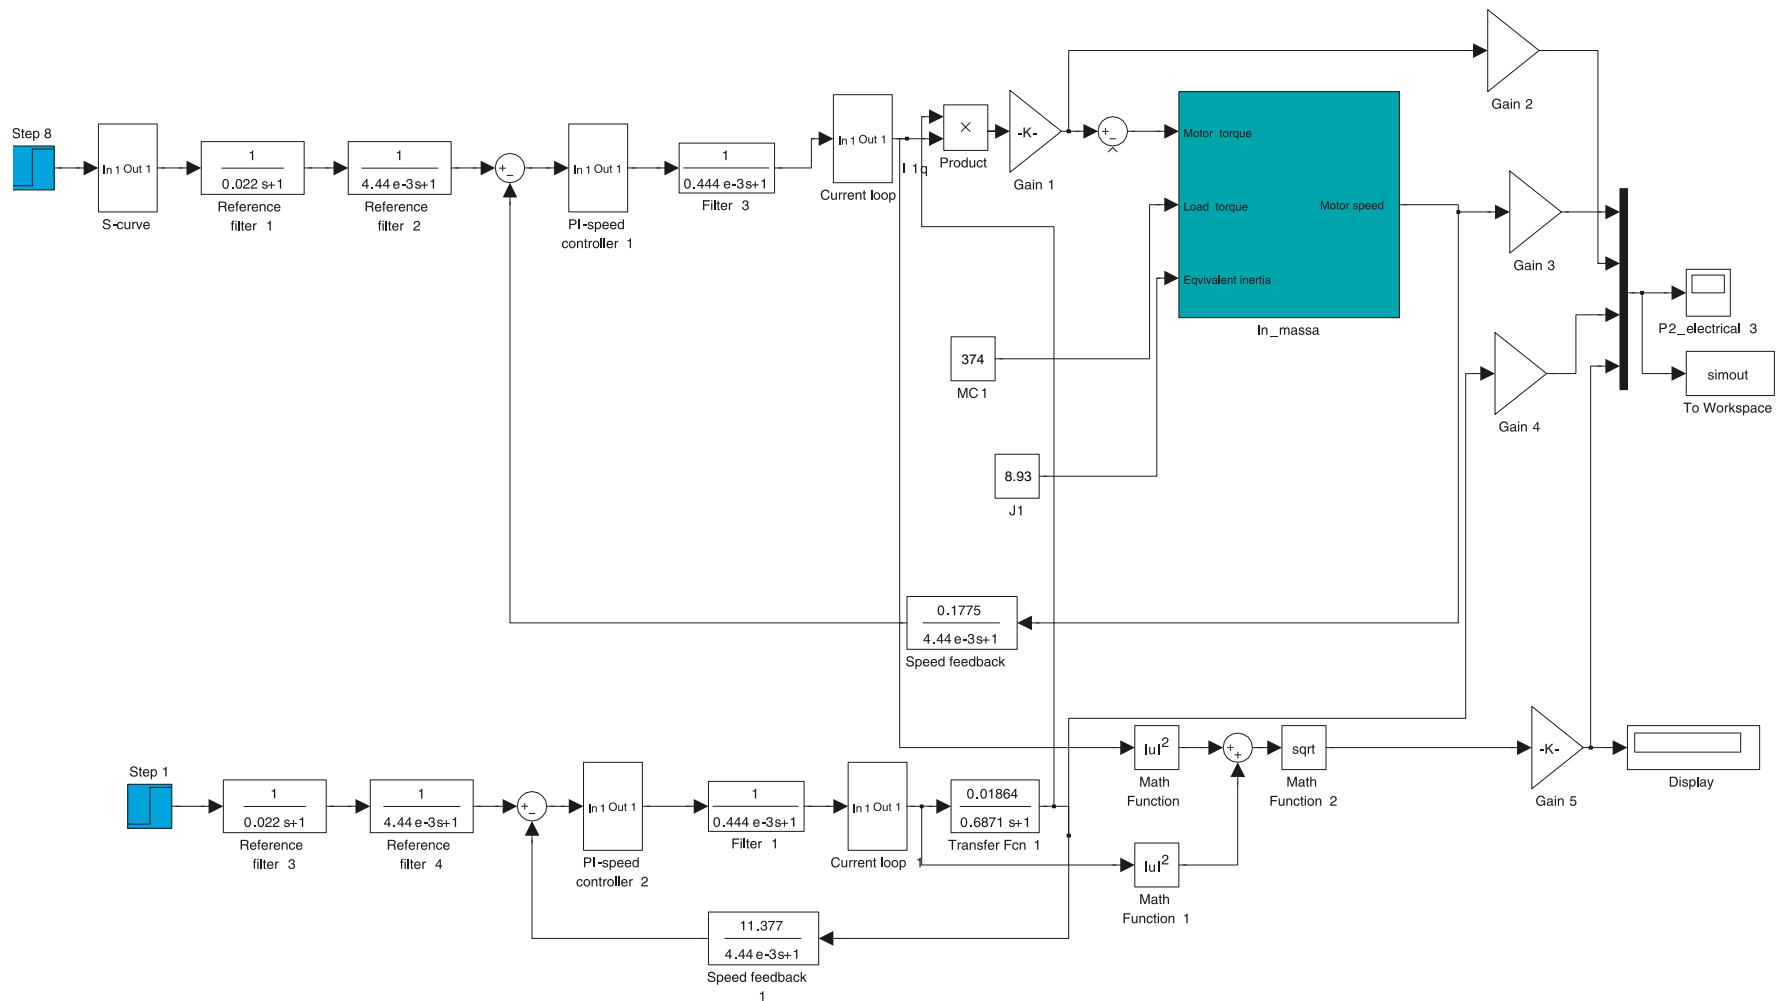 Step 8
In 1 Out 1
S-curve
1
0.022 s+1
Reference
filter 1
1
4.44 e-3s+1
Reference
filter 2
+
−
In 1 Out 1
PI-speed
controller 1
1
0.444 e-3s+1
Filter 3
In 1 Out 1
Current loop
I 1q
×
Product
-K-
Gain 1
+
−
Motor torque
Load torque
Eqvivalent inertia
Motor speed
In_massa
Gain 2
Gain 3
Gain 4
P2_electrical 3
simout
To Workspace
374
MC 1
8.93
J1
0.1775
4.44 e-3s+1
Speed feedback
Step 1
1
0.022 s+1
Reference
filter 3
1
4.44 e-3s+1
Reference
filter 4
+
−
In 1 Out 1
PI-speed
controller 2
1
0.444 e-3s+1
Filter 1
In 1 Out 1
Current loop 1
0.01864
0.6871 s+1
Transfer Fcn 1
|u|²
Math
Function
+
+
sqrt
Math
Function 2
-K-
Gain 5
Display
|u|²
Math
Function 1
11.377
4.44 e-3s+1
Speed feedback
1